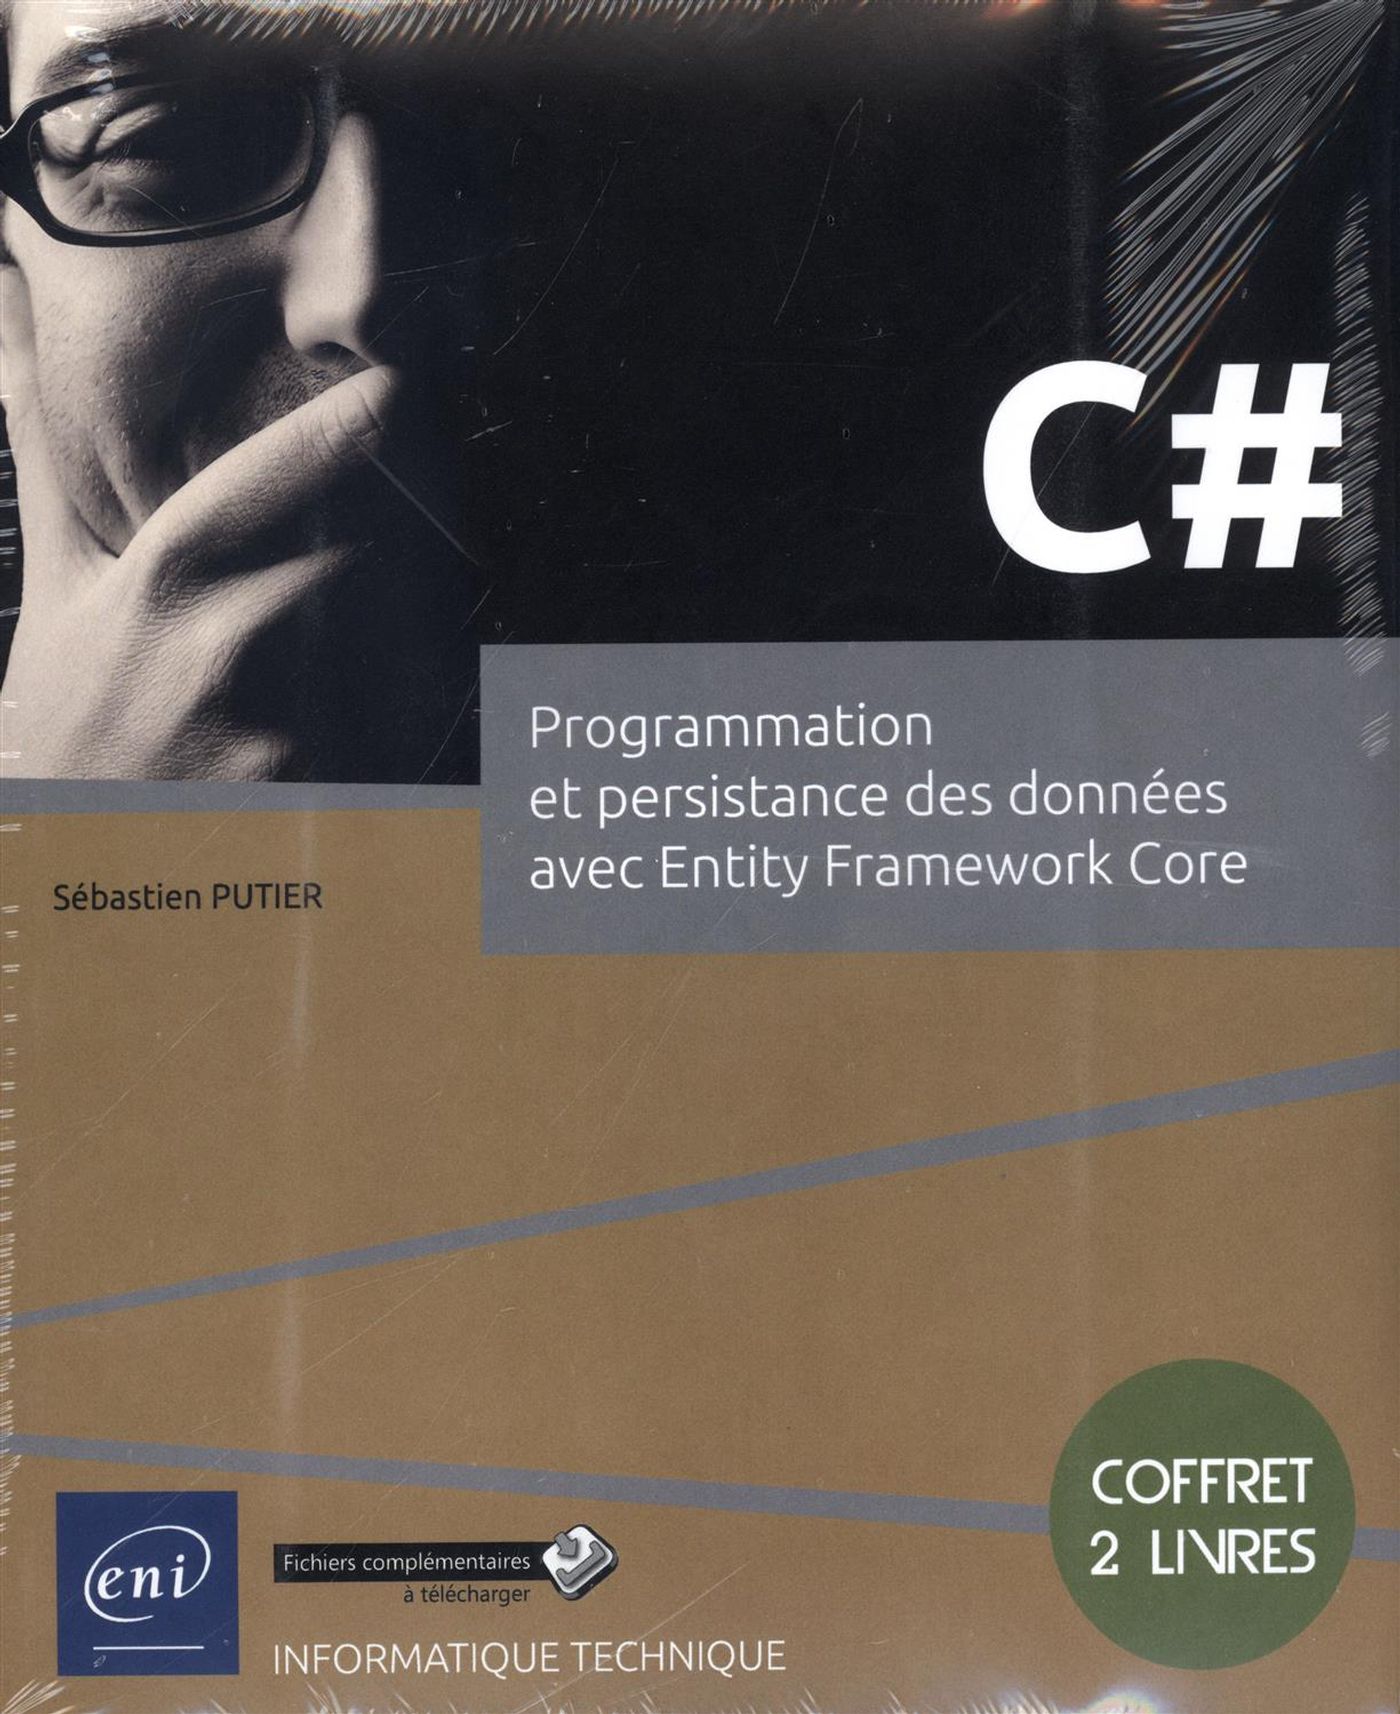 C#
Programmation
et persistance des données
avec Entity Framework Core
Sébastien PUTIER
COFFRET
2 LIVRES
eni
Fichiers complémentaires
à télécharger
INFORMATIQUE TECHNIQUE